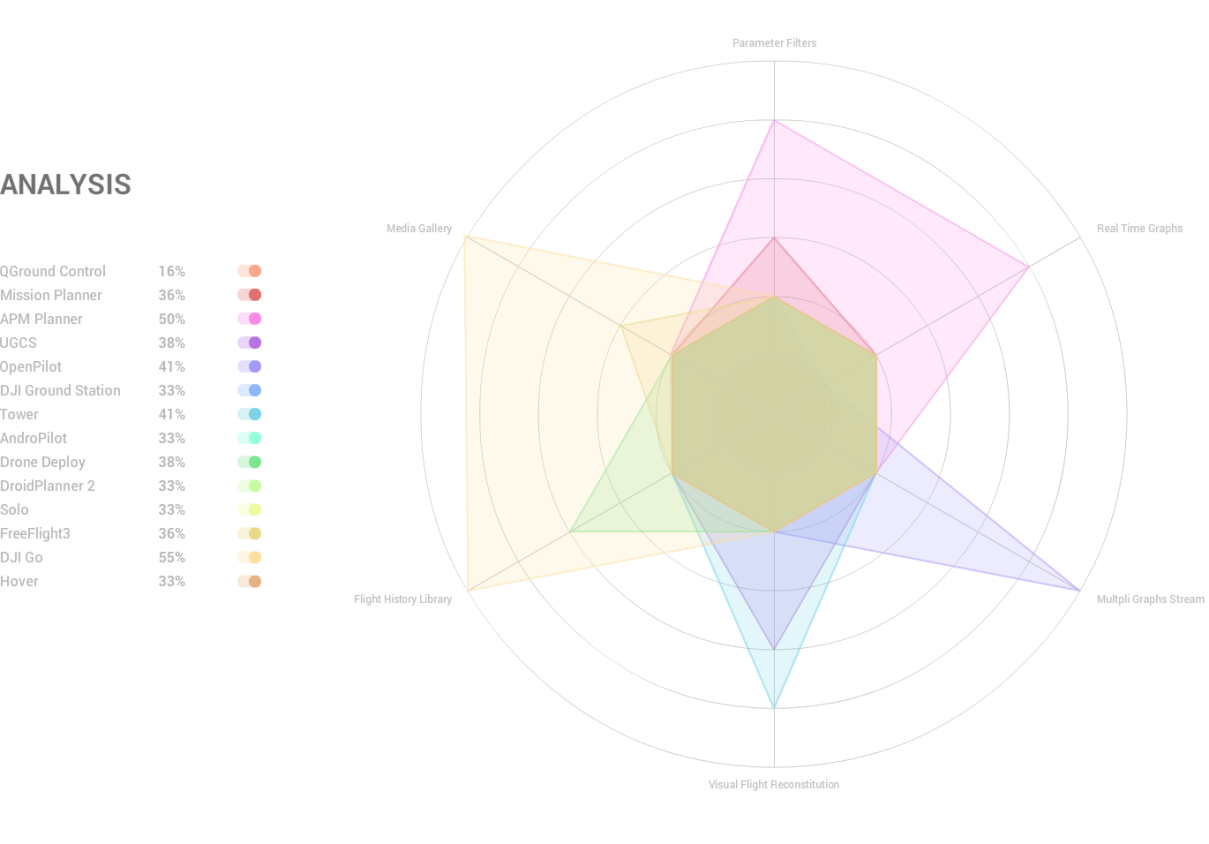 Parameter Filters
ANALYSIS
Media Gallery
Real Time Graphs
QGround Control 16%
Mission Planner 36%
APM Planner 50%
UGCS 38%
OpenPilot 41%
DJI Ground Station 33%
Tower 41%
AndroPilot 33%
Drone Deploy 38%
DroidPlanner 2 33%
Solo 33%
FreeFlight3 36%
DJI Go 55%
Hover 33%
Flight History Library
Multpli Graphs Stream
Visual Flight Reconstitution